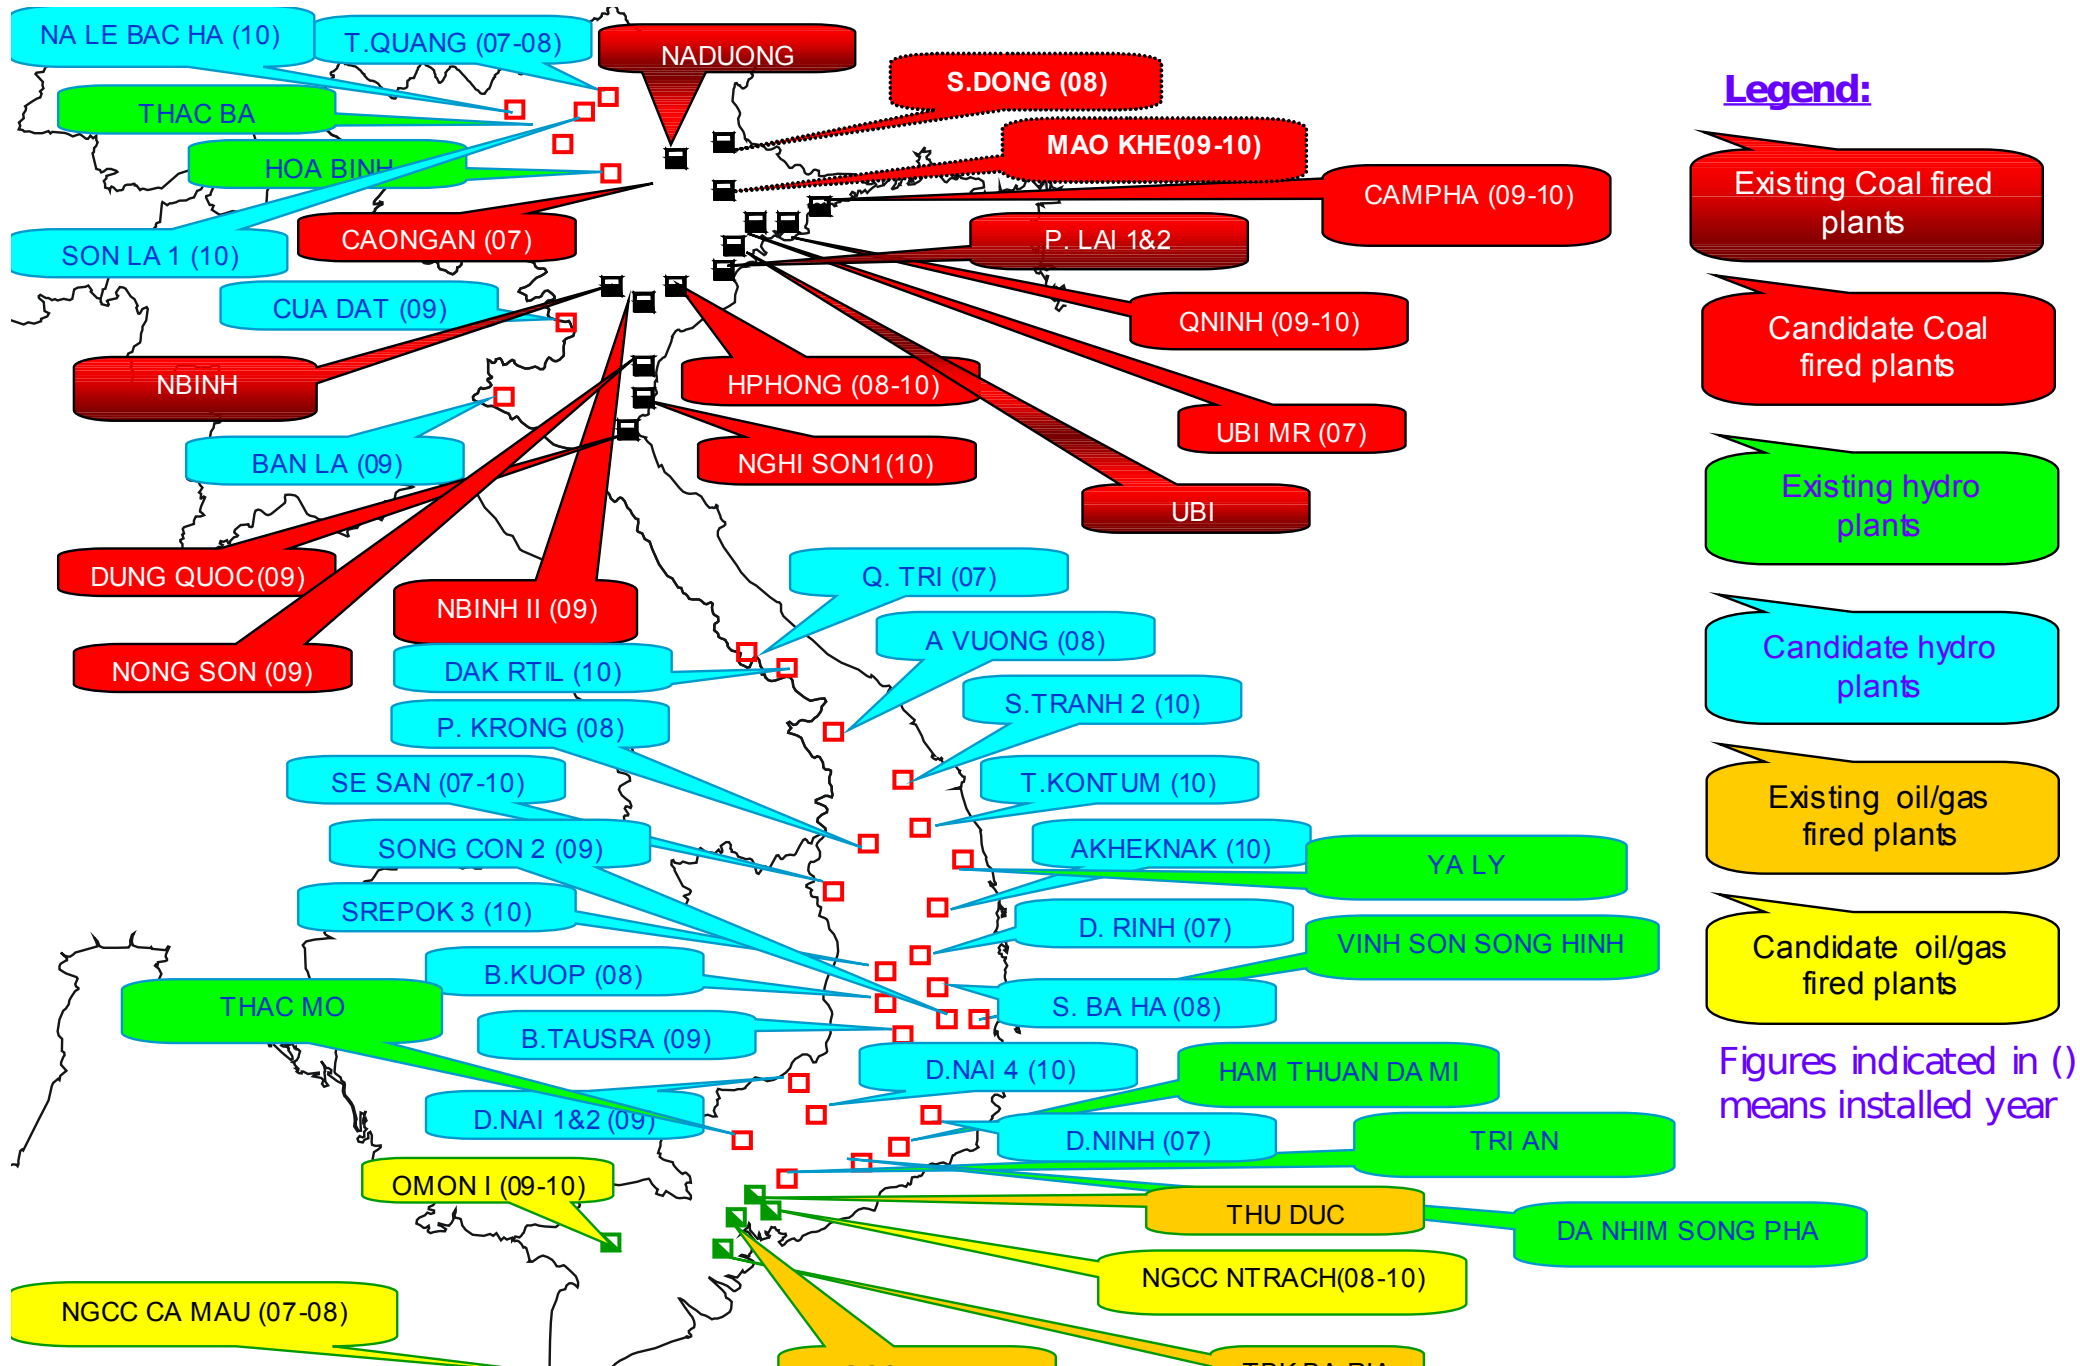 NA LE BAC HA (10)
T.QUANG (07-08)
NADUONG
S.DONG (08)
Legend:
THAC BA
MAO KHE(09-10)
HOA BINH
CAMPHA (09-10)
Existing Coal fired
plants
CAONGAN (07)
P. LAI 1&2
SON LA 1 (10)
CUA DAT (09)
QNINH (09-10)
Candidate Coal
fired plants
NBINH
HPHONG (08-10)
UBI MR (07)
BAN LA (09)
NGHI SON1(10)
UBI
Existing hydro
plants
DUNG QUOC(09)
NBINH II (09)
Q. TRI (07)
NONG SON (09)
DAK RTIL (10)
A VUONG (08)
Candidate hydro
plants
P. KRONG (08)
S.TRANH 2 (10)
SE SAN (07-10)
T.KONTUM (10)
Existing oil/gas
fired plants
SONG CON 2 (09)
AKHEKNAK (10)
YA LY
SREPOK 3 (10)
D. RINH (07)
VINH SON SONG HINH
Candidate oil/gas
fired plants
B.KUOP (08)
THAC MO
S. BA HA (08)
B.TAUSRA (09)
D.NAI 4 (10)
HAM THUAN DA MI
Figures indicated in ()
means installed year
D.NAI 1&2 (09)
D.NINH (07)
TRI AN
OMON I (09-10)
THU DUC
DA NHIM SONG PHA
NGCC NTRACH(08-10)
NGCC CA MAU (07-08)
TBK BA RIA